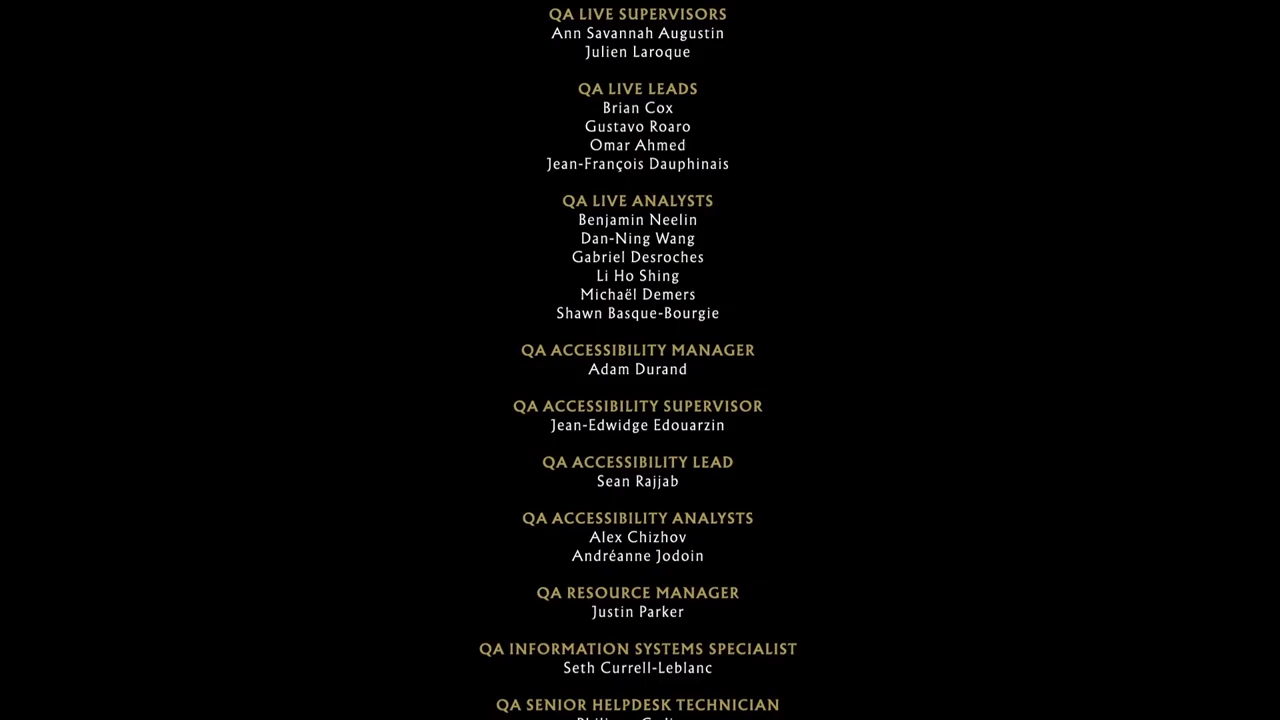 QA LIVE SUPERVISORS
Ann Savannah Augustin
Julien Laroque
QA LIVE LEADS
Brian Cox
Gustavo Roaro
Omar Ahmed
Jean-François Dauphinais
QA LIVE ANALYSTS
Benjamin Neelin
Dan-Ning Wang
Gabriel Desroches
Li Ho Shing
Michaël Demers
Shawn Basque-Bourgie
QA ACCESSIBILITY MANAGER
Adam Durand
QA ACCESSIBILITY SUPERVISOR
Jean-Edwidge Edouarzin
QA ACCESSIBILITY LEAD
Sean Rajjab
QA ACCESSIBILITY ANALYSTS
Alex Chizhov
Andréanne Jodoin
QA RESOURCE MANAGER
Justin Parker
QA INFORMATION SYSTEMS SPECIALIST
Seth Currell-Leblanc
QA SENIOR HELPDESK TECHNICIAN